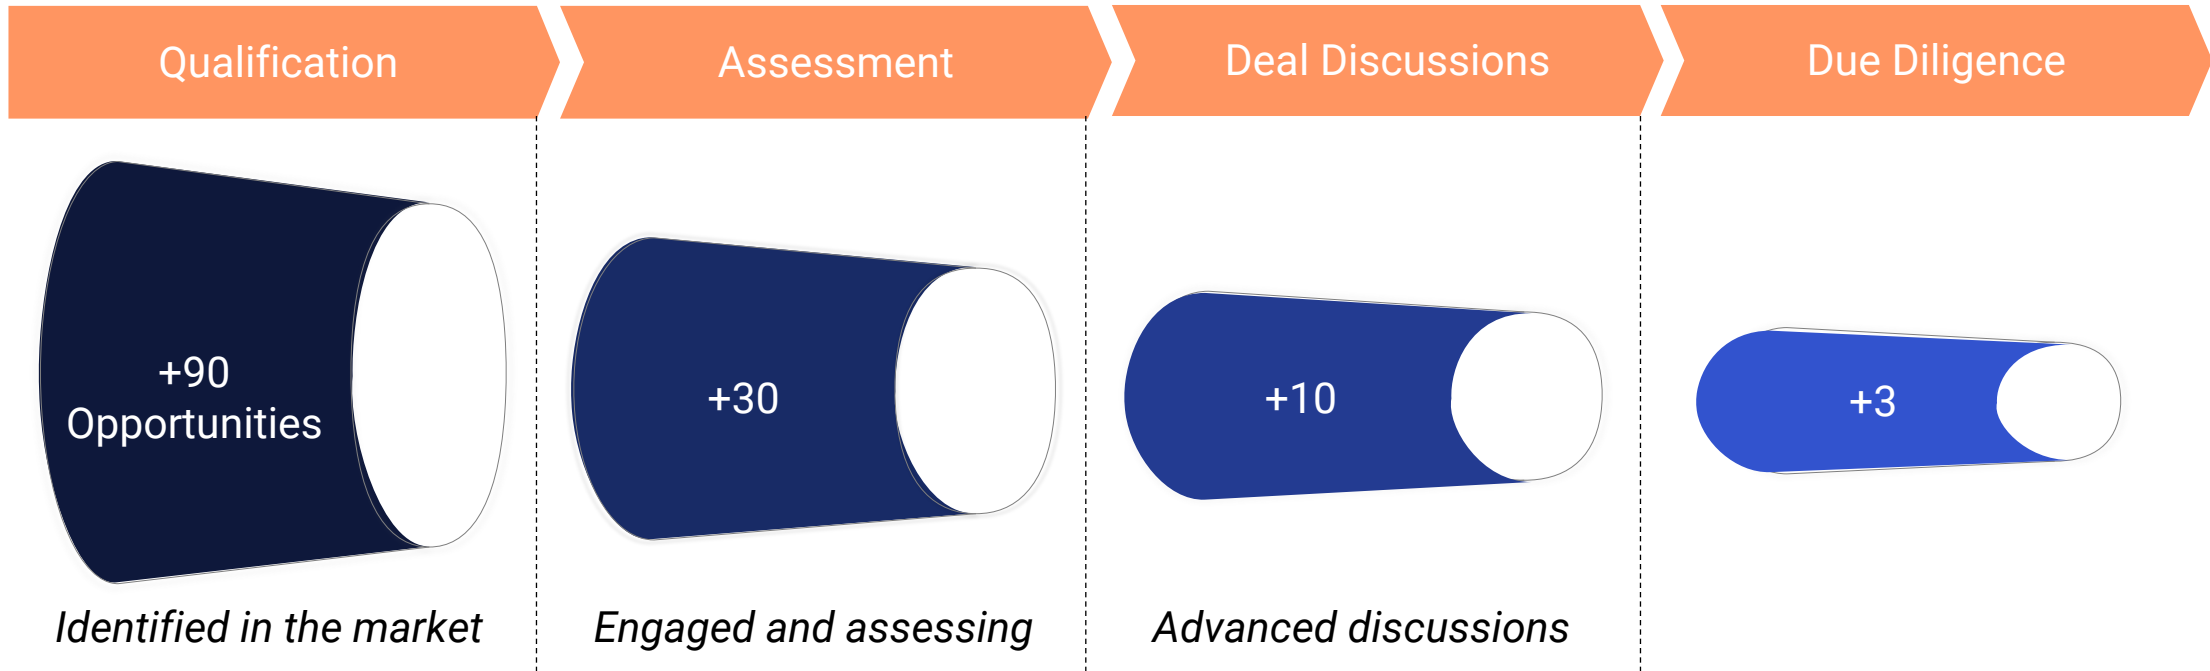 Qualification
Assessment
Deal Discussions
Due Diligence
+90
Opportunities
+30
+10
+3
Identified in the market
Engaged and assessing
Advanced discussions